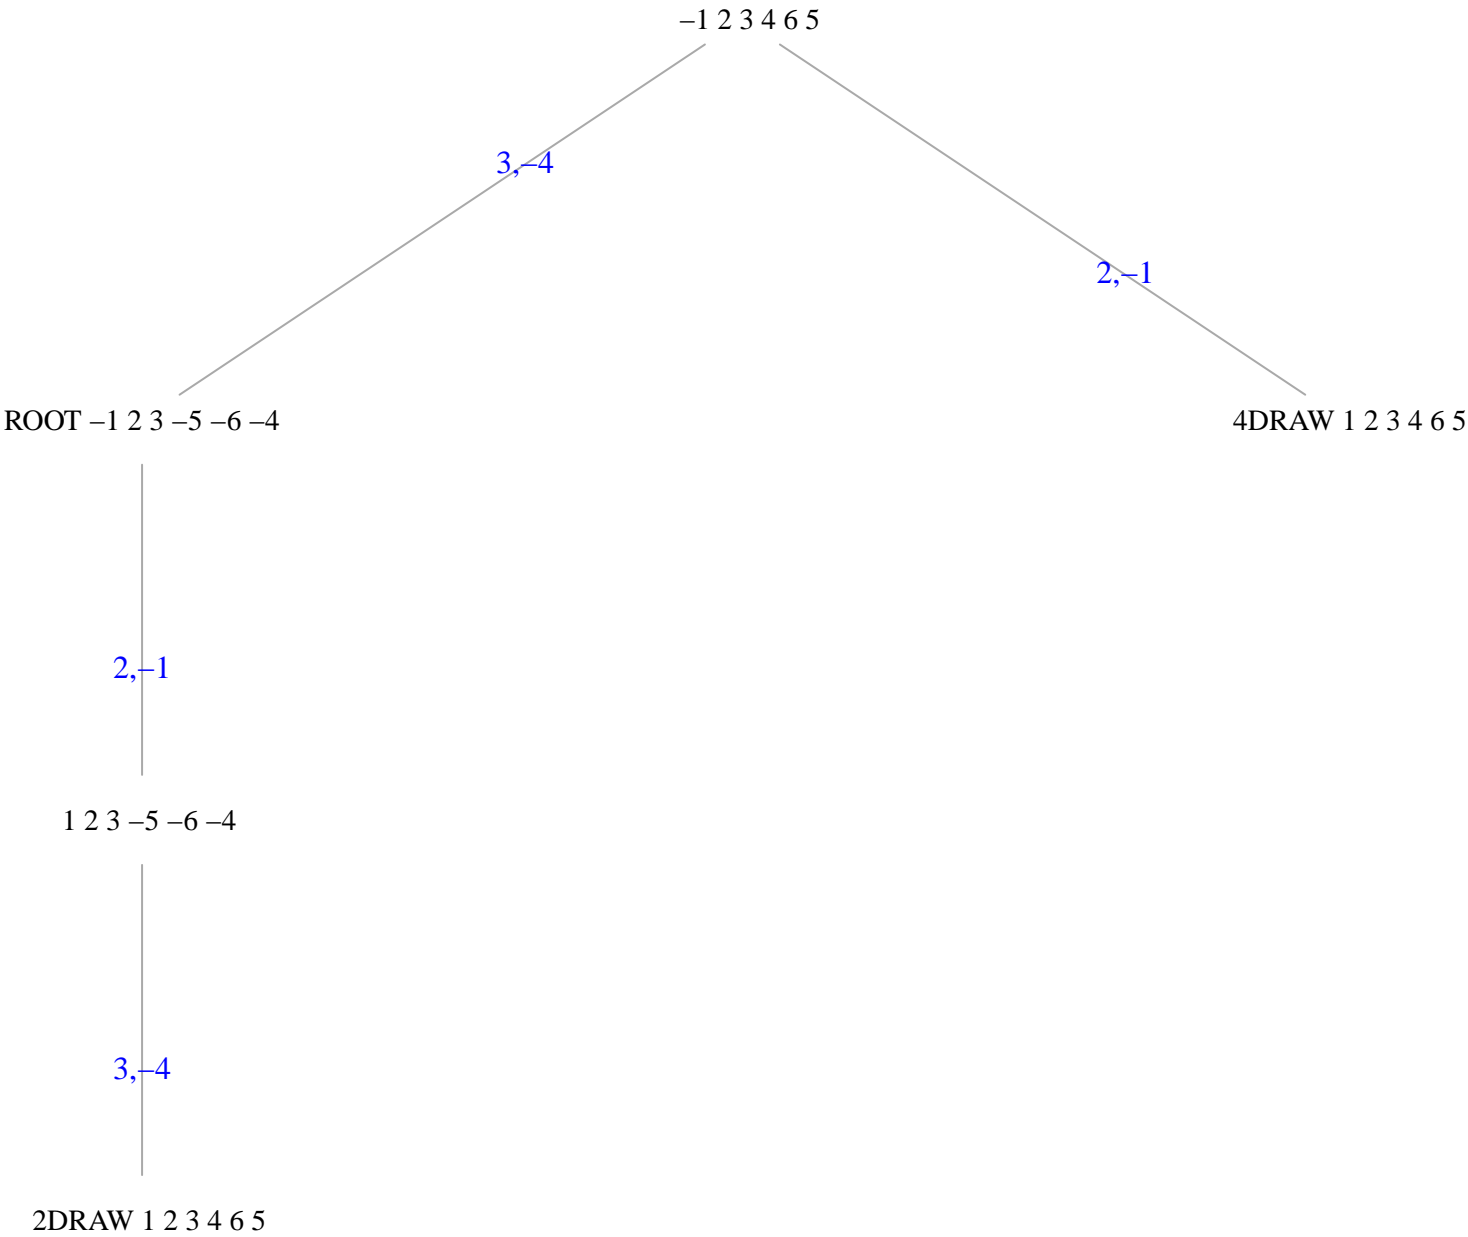 –1 2 3 4 6 5
3,–4
2,–1
ROOT –1 2 3 –5 –6 –4
4DRAW 1 2 3 4 6 5
2,–1
1 2 3 –5 –6 –4
3,–4
2DRAW 1 2 3 4 6 5